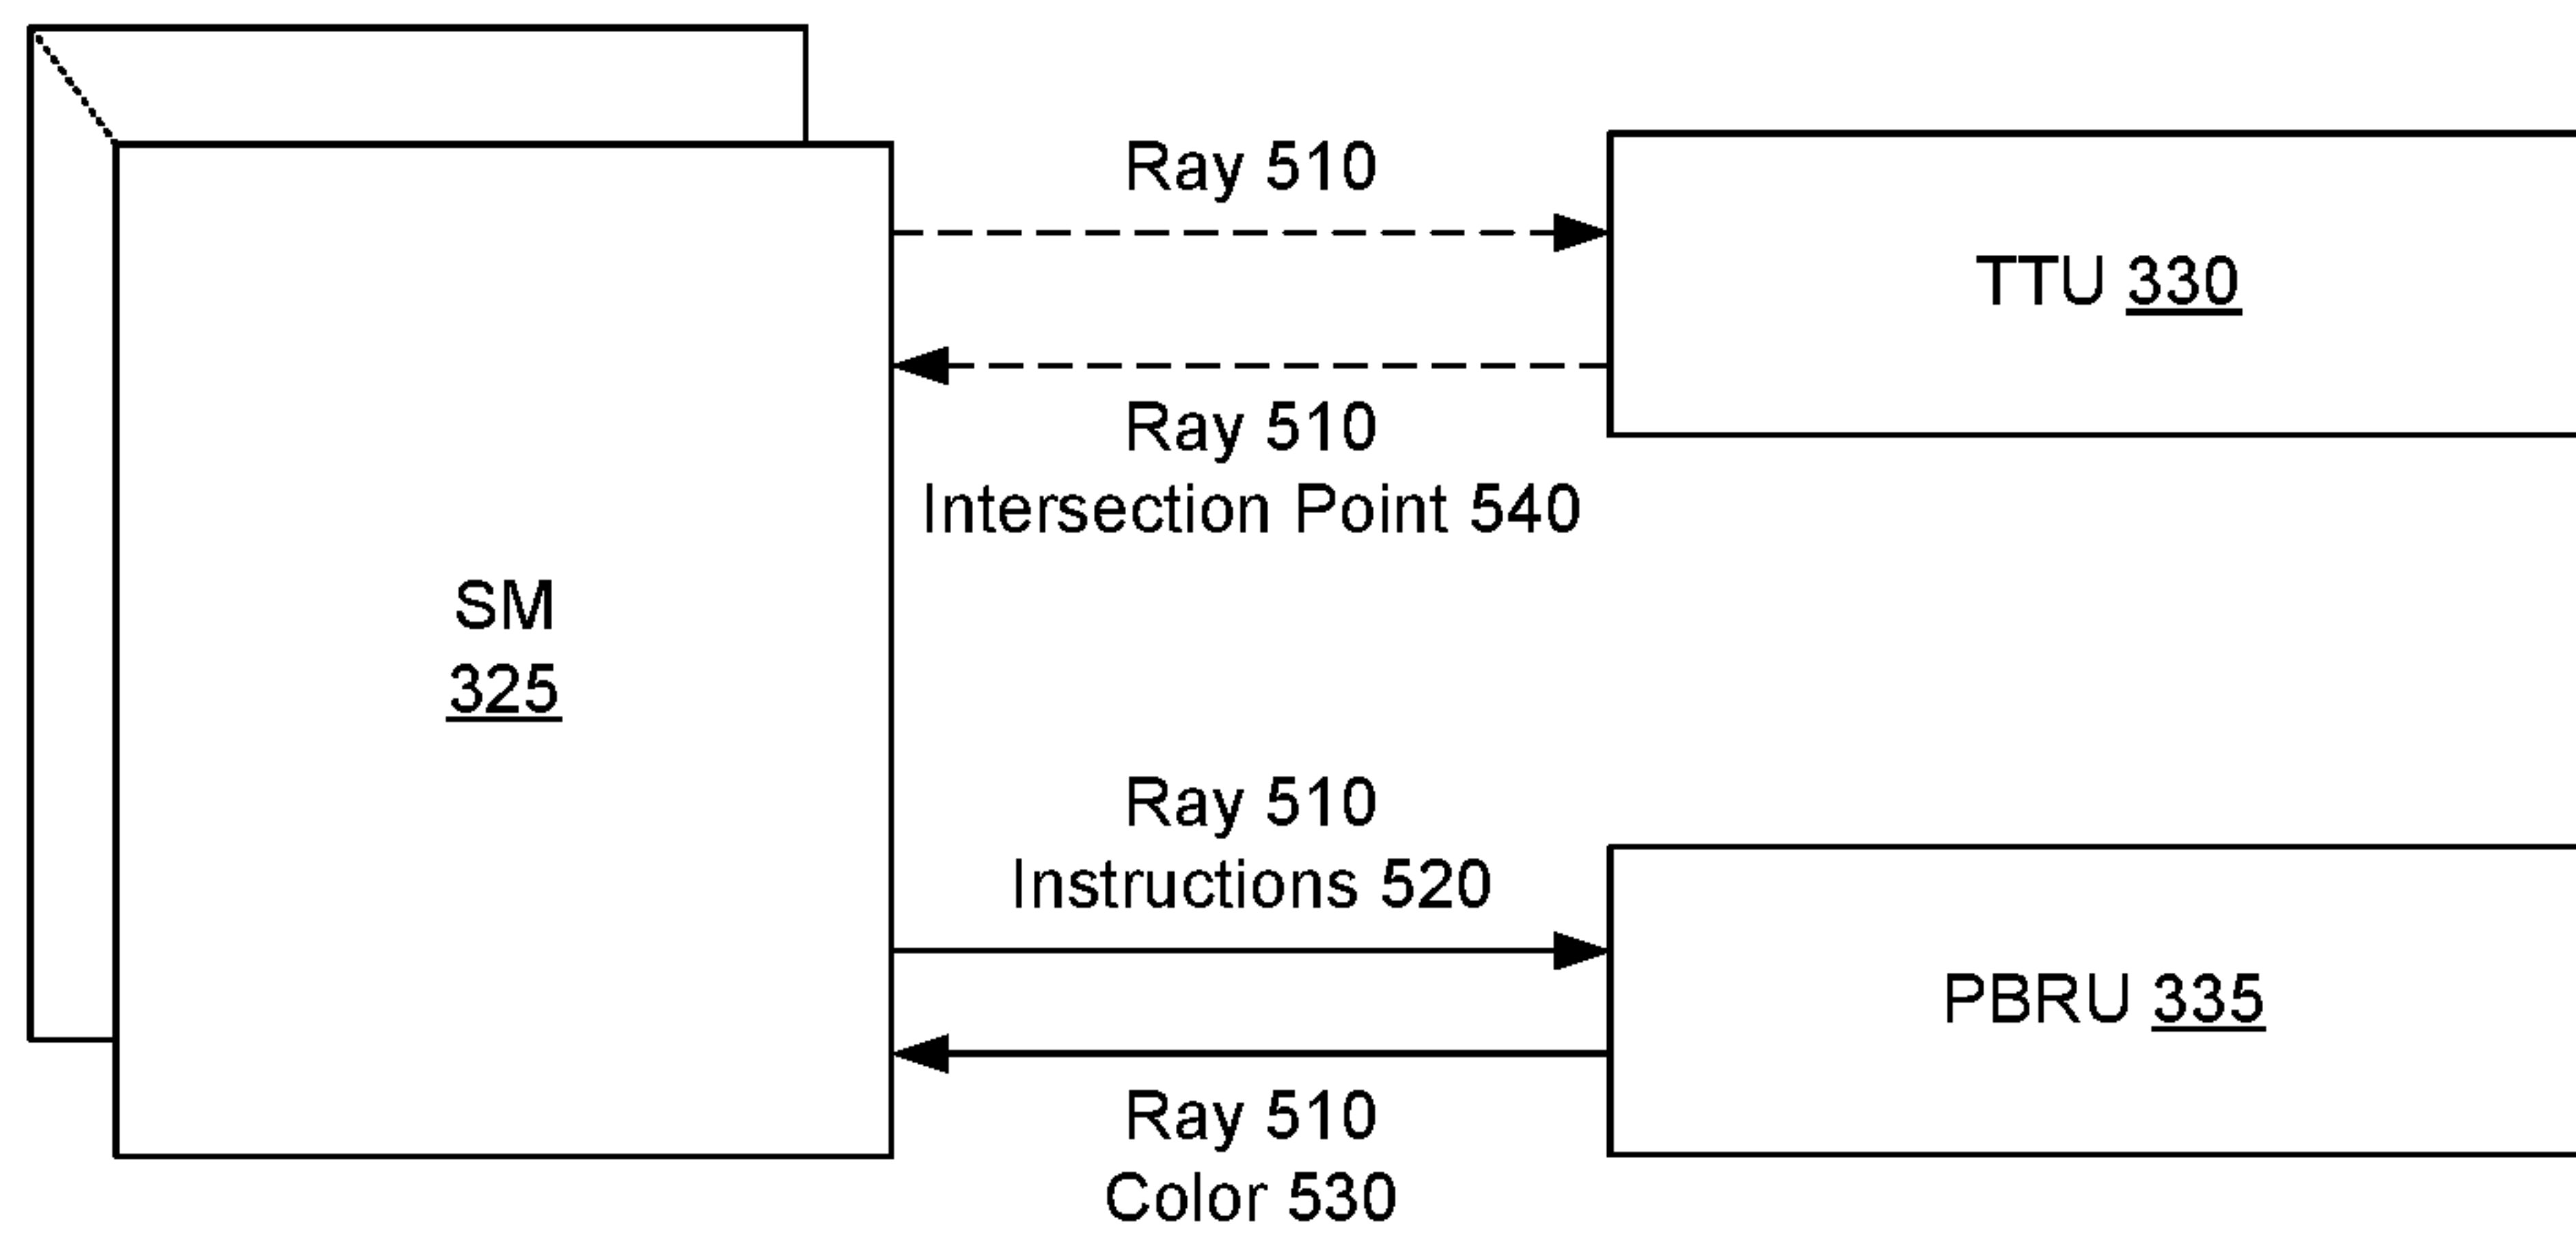 Ray 510
TTU 330
Ray 510
Intersection Point 540
SM
325
Ray 510
Instructions 520
PBRU 335
Ray 510
Color 530